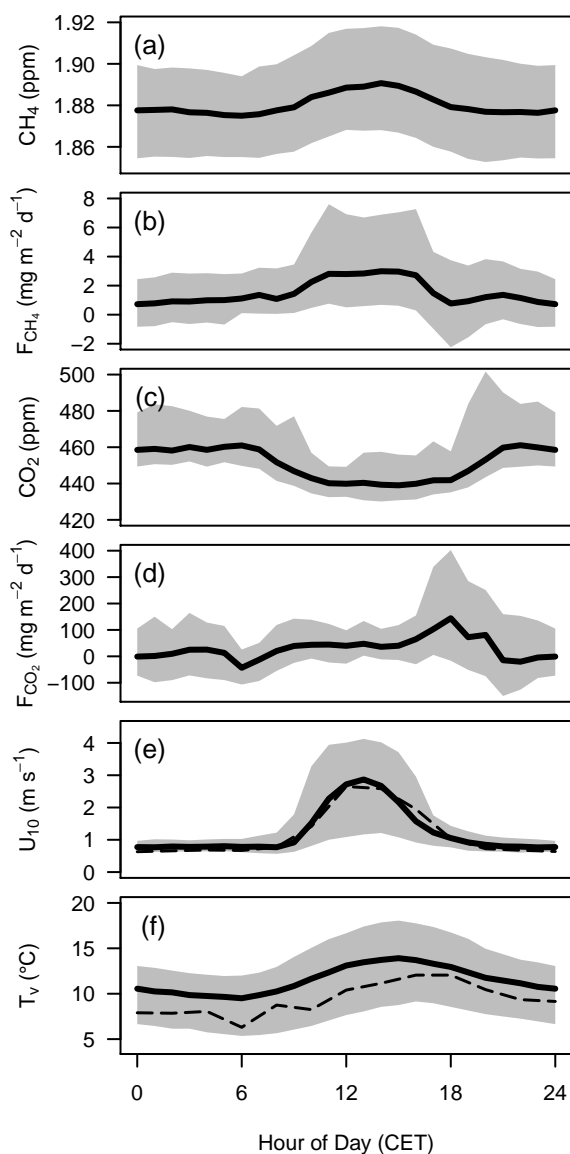 (a)
CH4 (ppm)
1.92
1.90
1.88
1.86
(b)
FCH4 (mg m−2 d−1)
8
6
4
2
0
−2
(c)
CO2 (ppm)
500
480
460
440
420
(d)
FCO2 (mg m−2 d−1)
400
300
200
100
0
−100
(e)
U10 (m s−1)
4
3
2
1
0
(f)
Tv (°C)
20
15
10
5
0 6 12 18 24
Hour of Day (CET)